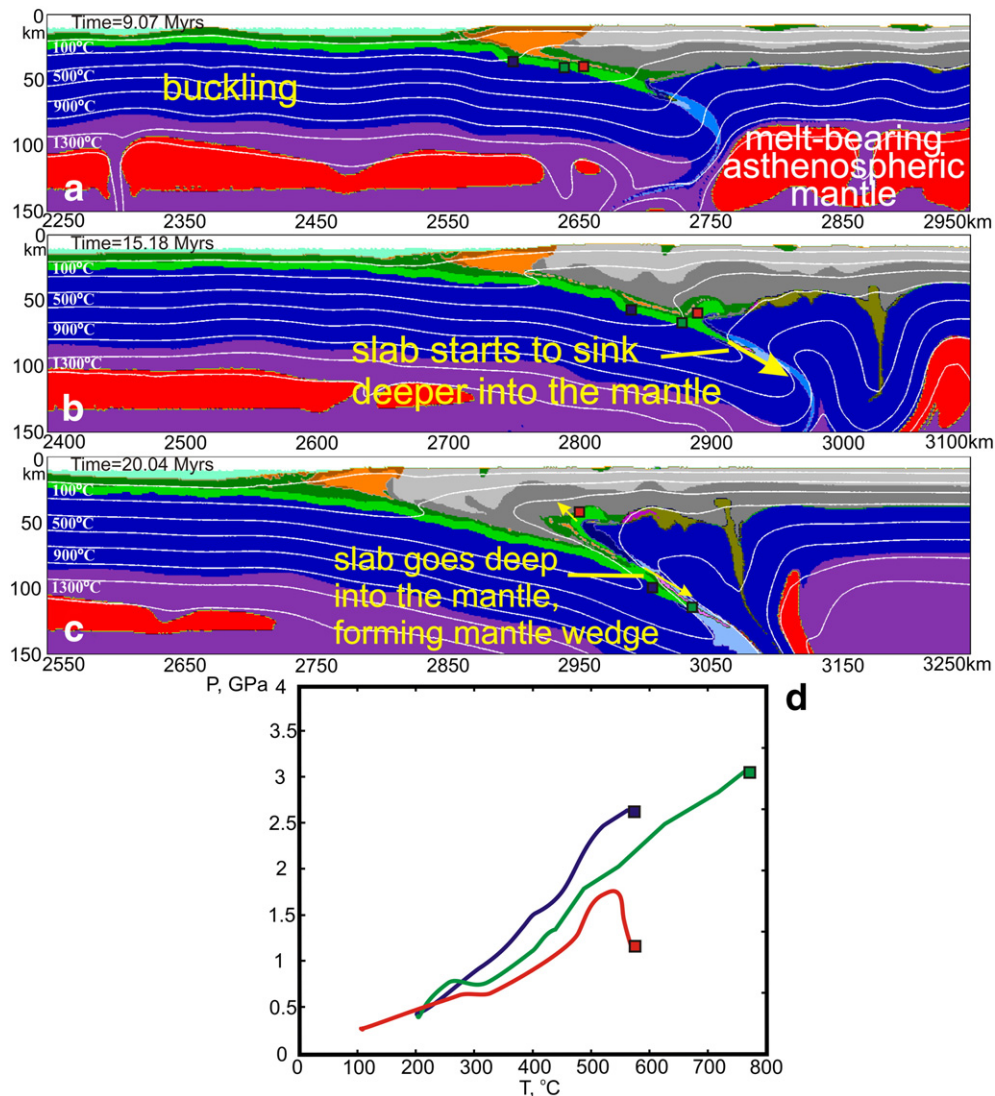 0
km
Time=9.07 Myrs
100°C
500°C
900°C
1300°C
50
100
150
buckling
melt-bearing
asthenospheric
mantle
a
2250 2350 2450 2550 2650 2750 2850 2950km
0
km
Time=15.18 Myrs
100°C
500°C
900°C
1300°C
50
100
150
slab starts to sink
deeper into the mantle
b
2400 2500 2600 2700 2800 2900 3000 3100km
0
km
Time=20.04 Myrs
100°C
500°C
900°C
1300°C
50
100
150
slab goes deep
into the mantle,
forming mantle wedge
c
2550 2650 2750 2850 2950 3050 3150 3250km
P, GPa
d
4
3.5
3
2.5
2
1.5
1
0.5
0
0 100 200 300 400 500 600 700 800
T, °C